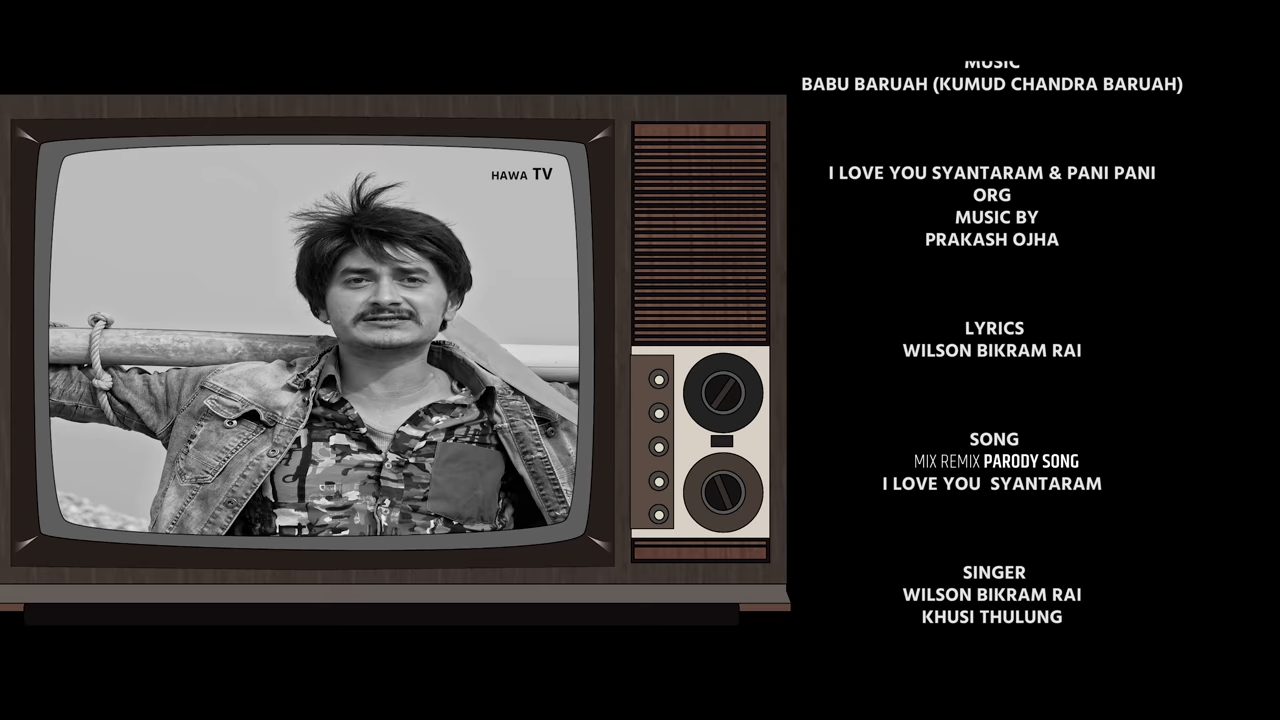 HAWA TV
MUSIC
BABU BARUAH (KUMUD CHANDRA BARUAH)
I LOVE YOU SYANTARAM & PANI PANI
ORG
MUSIC BY
PRAKASH OJHA
LYRICS
WILSON BIKRAM RAI
SONG
MIX REMIX PARODY SONG
I LOVE YOU SYANTARAM
SINGER
WILSON BIKRAM RAI
KHUSI THULUNG